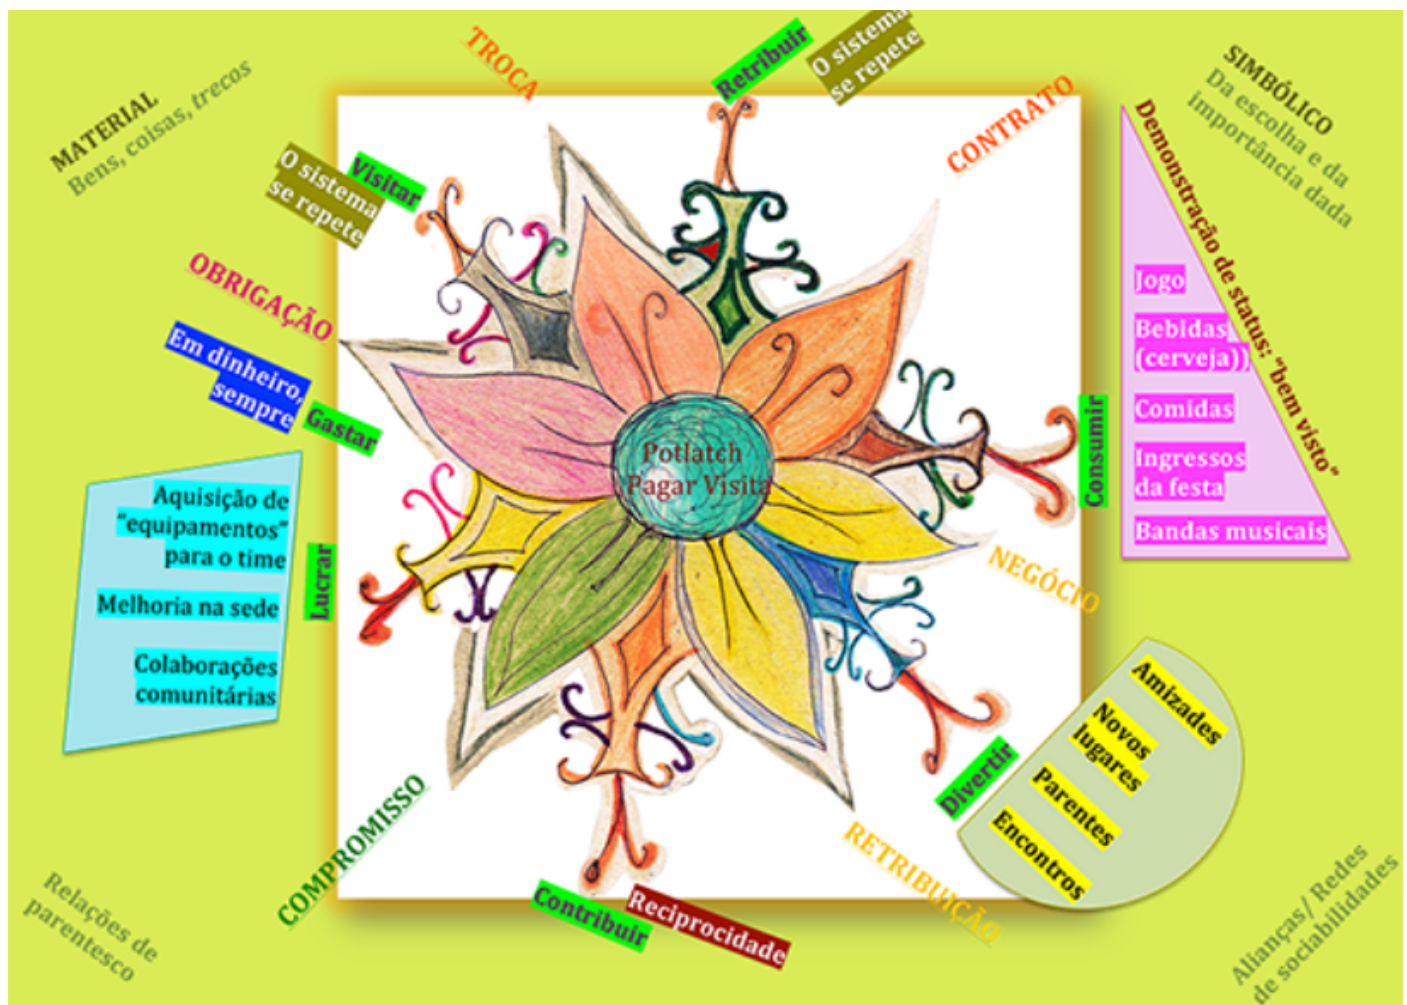 TROCA
Retribuir
O sistema
se repete
SIMBÓLICO
Da escolha e da
importância dada
MATERIAL
Bens, coisas, trecos
CONTRATO
Visitar
O sistema
se repete
Demonstração de status: “bem visto”
Jogo
Bebidas
(cerveja))
Comidas
Ingressos
da festa
Bandas musicais
Consumir
OBRIGAÇÃO
Em dinheiro,
sempre
Gastar
Potlatch
Pagar Visita
Aquisição de
“equipamentos”
para o time
Melhoria na sede
Colaborações
comunitárias
Lucrar
NEGÓCIO
Amizades
Novos
lugares
Parentes
Encontros
Divertir
COMPROMISSO
RETRIBUIÇÃO
Contribuir
Reciprocidade
Relações de
parentesco
Alianças/ Redes
de sociabilidades